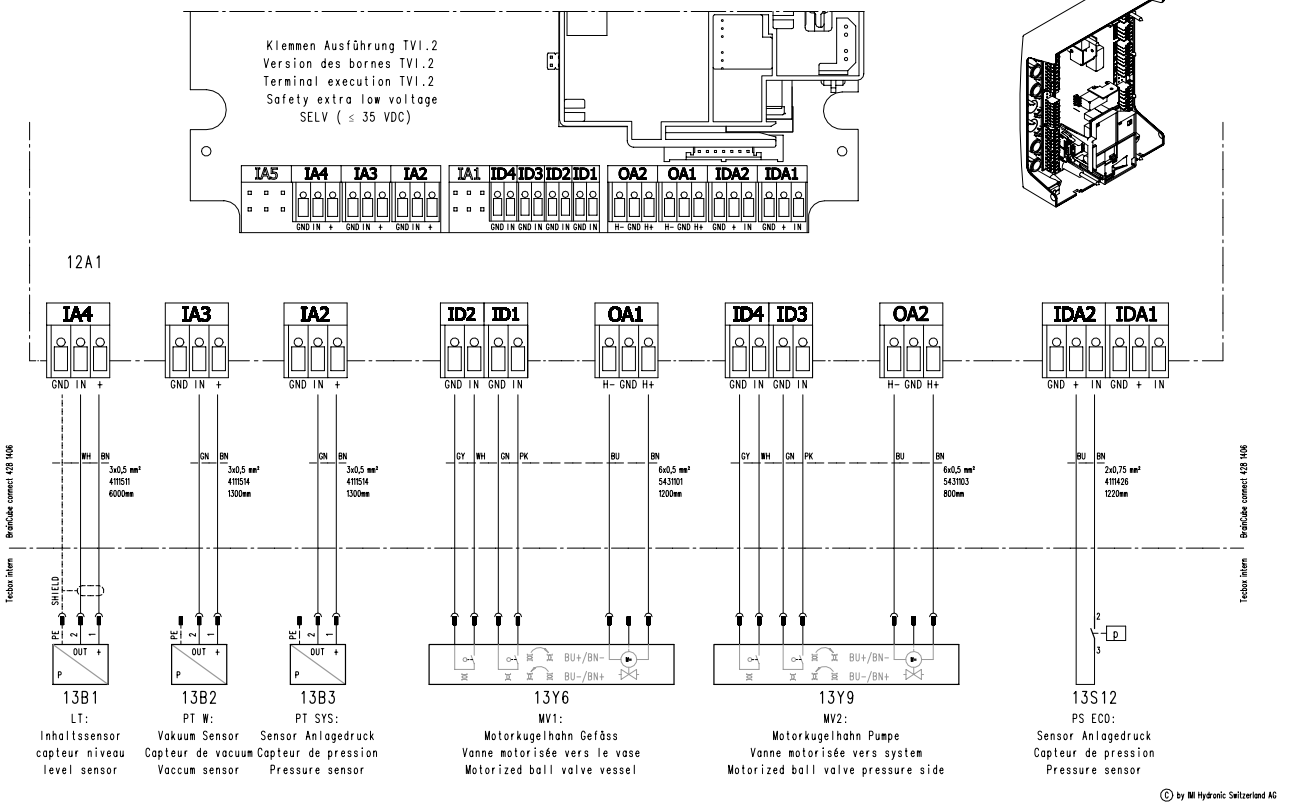 Klemmen Ausführung TV1.2
Version des bornes TV1.2
Terminal execution TV1.2
Safety extra low voltage
SELV ( ≤ 35 VDC)
IA5 IA4 IA3 IA2 IA1 ID4 ID3 ID2 ID1 OA2 OA1 IDA2 IDA1
GND IN + GND IN + GND IN + GND IN GND IN GND IN GND IN H- GND H+ H- GND H+ GND + IN GND + IN
12A1
IA4 IA3 IA2 ID2 ID1 OA1 ID4 ID3 OA2 IDA2 IDA1
GND IN + GND IN + GND IN + GND IN GND IN H- GND H+ GND IN GND IN H- GND H+ GND + IN GND + IN
WH BN GN BN GN BN GY WH GN PK BU BN GY WH GN PK BU BN BU BN
3x0,5 mm² 3x0,5 mm² 3x0,5 mm² 6x0,5 mm² 6x0,5 mm² 2x0,75 mm²
4111511 4111514 4111514 5431101 5431103 4111426
6000mm 1300mm 1300mm 1200mm 800mm 1220mm
BrainCube connect 428 1406
BrainCube connect 428 1406
Tecbox intern
Tecbox intern
SHIELD
PE 2 1 PE 2 1 PE 2 1
2
p
3
OUT + OUT + OUT +
P P P
BU+/BN- M= BU+/BN- M=
BU-/BN+ BU-/BN+
13B1 13B2 13B3 13Y6 13Y9 13S12
LT: PT W: PT SYS: MV1: MV2: PS ECO:
Inhaltssensor Vakuum Sensor Sensor Anlagedruck Motorkugelhahn Gefäss Motorkugelhahn Pumpe Sensor Anlagedruck
capteur niveau Capteur de vacuum Capteur de pression Vanne motorisée vers le vase Vanne motorisée vers system Capteur de pression
level sensor Vaccum sensor Pressure sensor Motorized ball valve vessel Motorized ball valve pressure side Pressure sensor
© by IMI Hydronic Switzerland AG